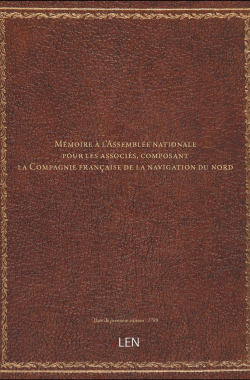 Mémoire à l'Assemblée nationale
pour les associés, composant
la Compagnie française de la navigation du nord
Date de première édition : 1790
LEN